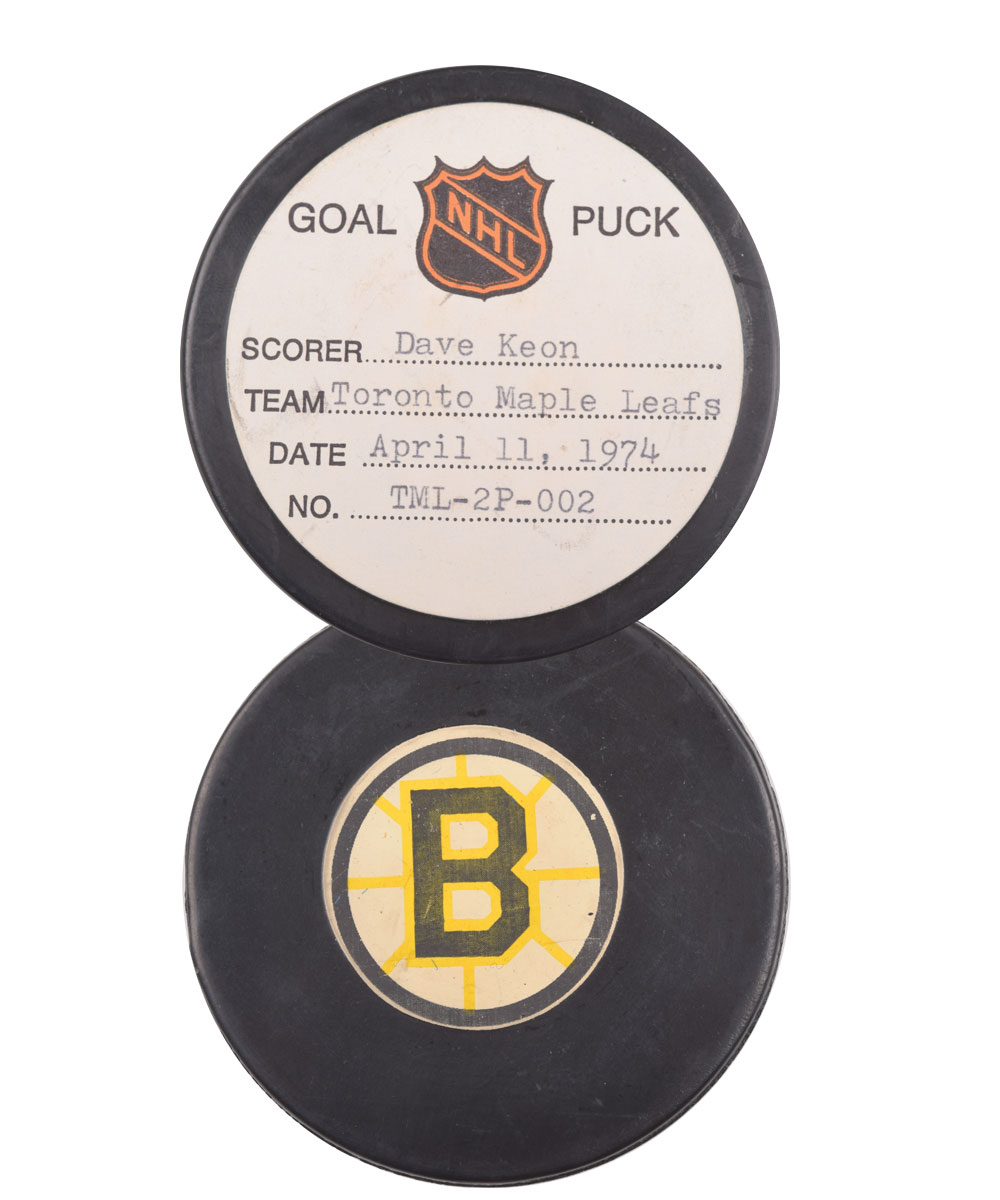 GOAL NHL PUCK
SCORER Dave Keon
TEAM Toronto Maple Leafs
DATE April 11, 1974
NO. TML-2P-002
B